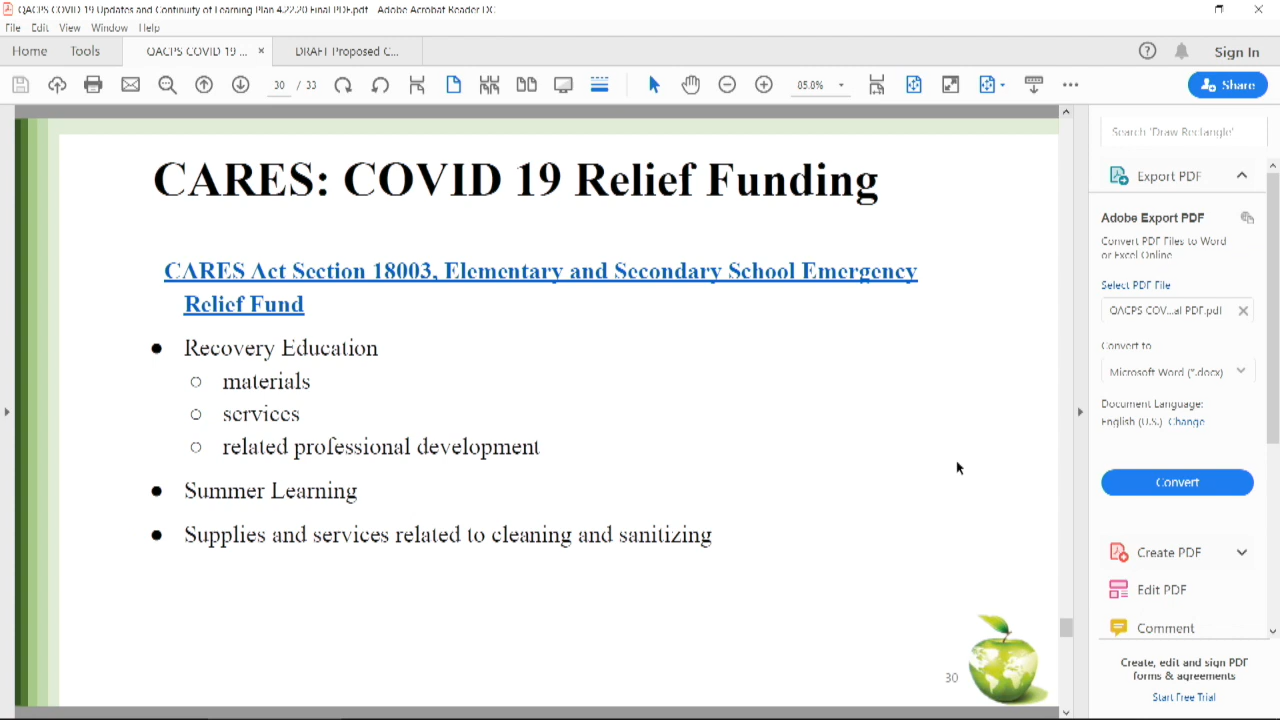 QACPS COVID 19 Updates and Continuity of Learning Plan 4.22.20 Final PDF.pdf - Adobe Acrobat Reader DC
File Edit View Window Help
Home Tools QACPS COVID 19 ... × DRAFT Proposed C... Sign In
30 / 33 85.8% Share
CARES: COVID 19 Relief Funding
CARES Act Section 18003, Elementary and Secondary School Emergency
Relief Fund
● Recovery Education
○ materials
○ services
○ related professional development
● Summer Learning
● Supplies and services related to cleaning and sanitizing
30
Search 'Draw Rectangle'
Export PDF
Adobe Export PDF
Convert PDF Files to Word
or Excel Online
Select PDF File
QACPS COV...al PDF.pdf
Convert to
Microsoft Word (*.docx)
Document Language:
English (U.S.) Change
Convert
Create PDF
Edit PDF
Comment
Create, edit and sign PDF
forms & agreements
Start Free Trial